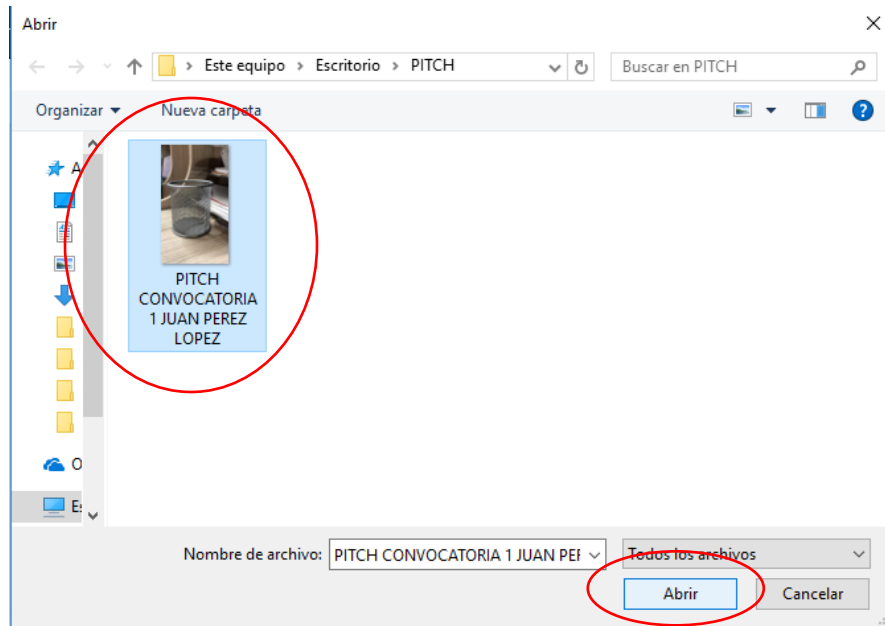 Abrir
Este equipo > Escritorio > PITCH
Buscar en PITCH
Organizar
Nueva carpeta
A
O
Es
PITCH
CONVOCATORIA
1 JUAN PEREZ
LOPEZ
Nombre de archivo:
PITCH CONVOCATORIA 1 JUAN PEF
Todos los archivos
Abrir
Cancelar